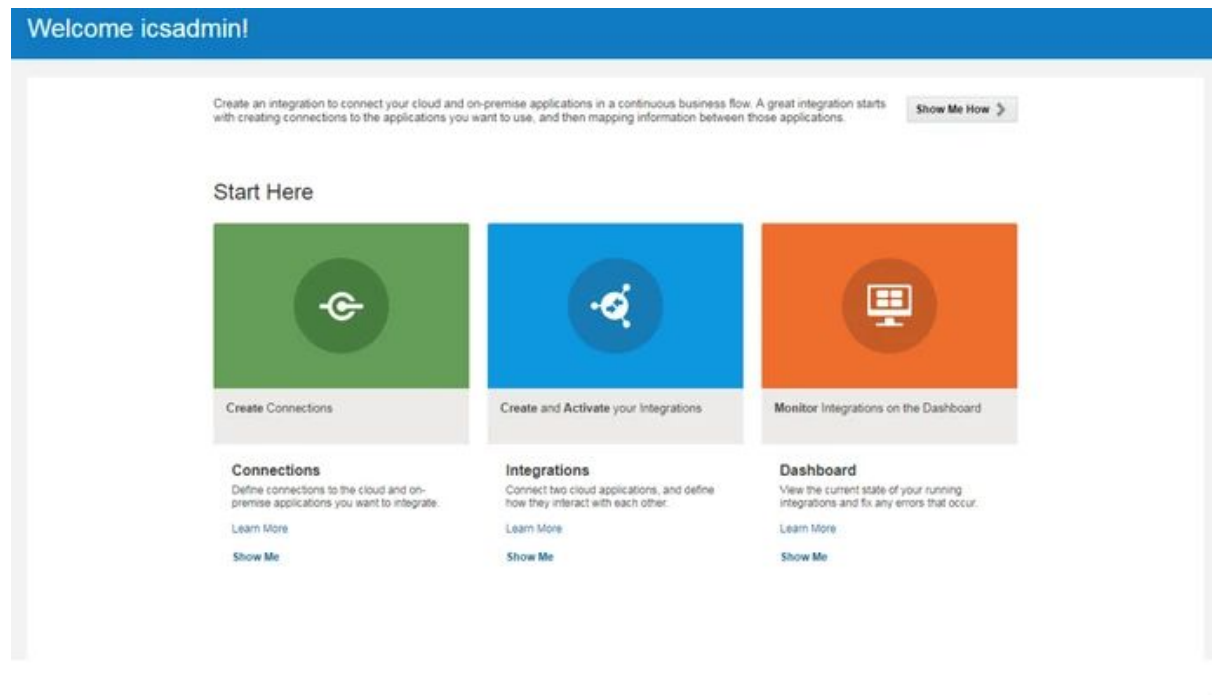 Welcome icsadmin!
Create an integration to connect your cloud and on-premise applications in a continuous business flow. A great integration starts
with creating connections to the applications you want to use, and then mapping information between those applications.
Show Me How
Start Here
Create Connections
Create and Activate your Integrations
Monitor Integrations on the Dashboard
Connections
Define connections to the cloud and on-
premise applications you want to integrate.
Learn More
Show Me
Integrations
Connect two cloud applications, and define
how they interact with each other.
Learn More
Show Me
Dashboard
View the current state of your running
integrations and fix any errors that occur.
Learn More
Show Me